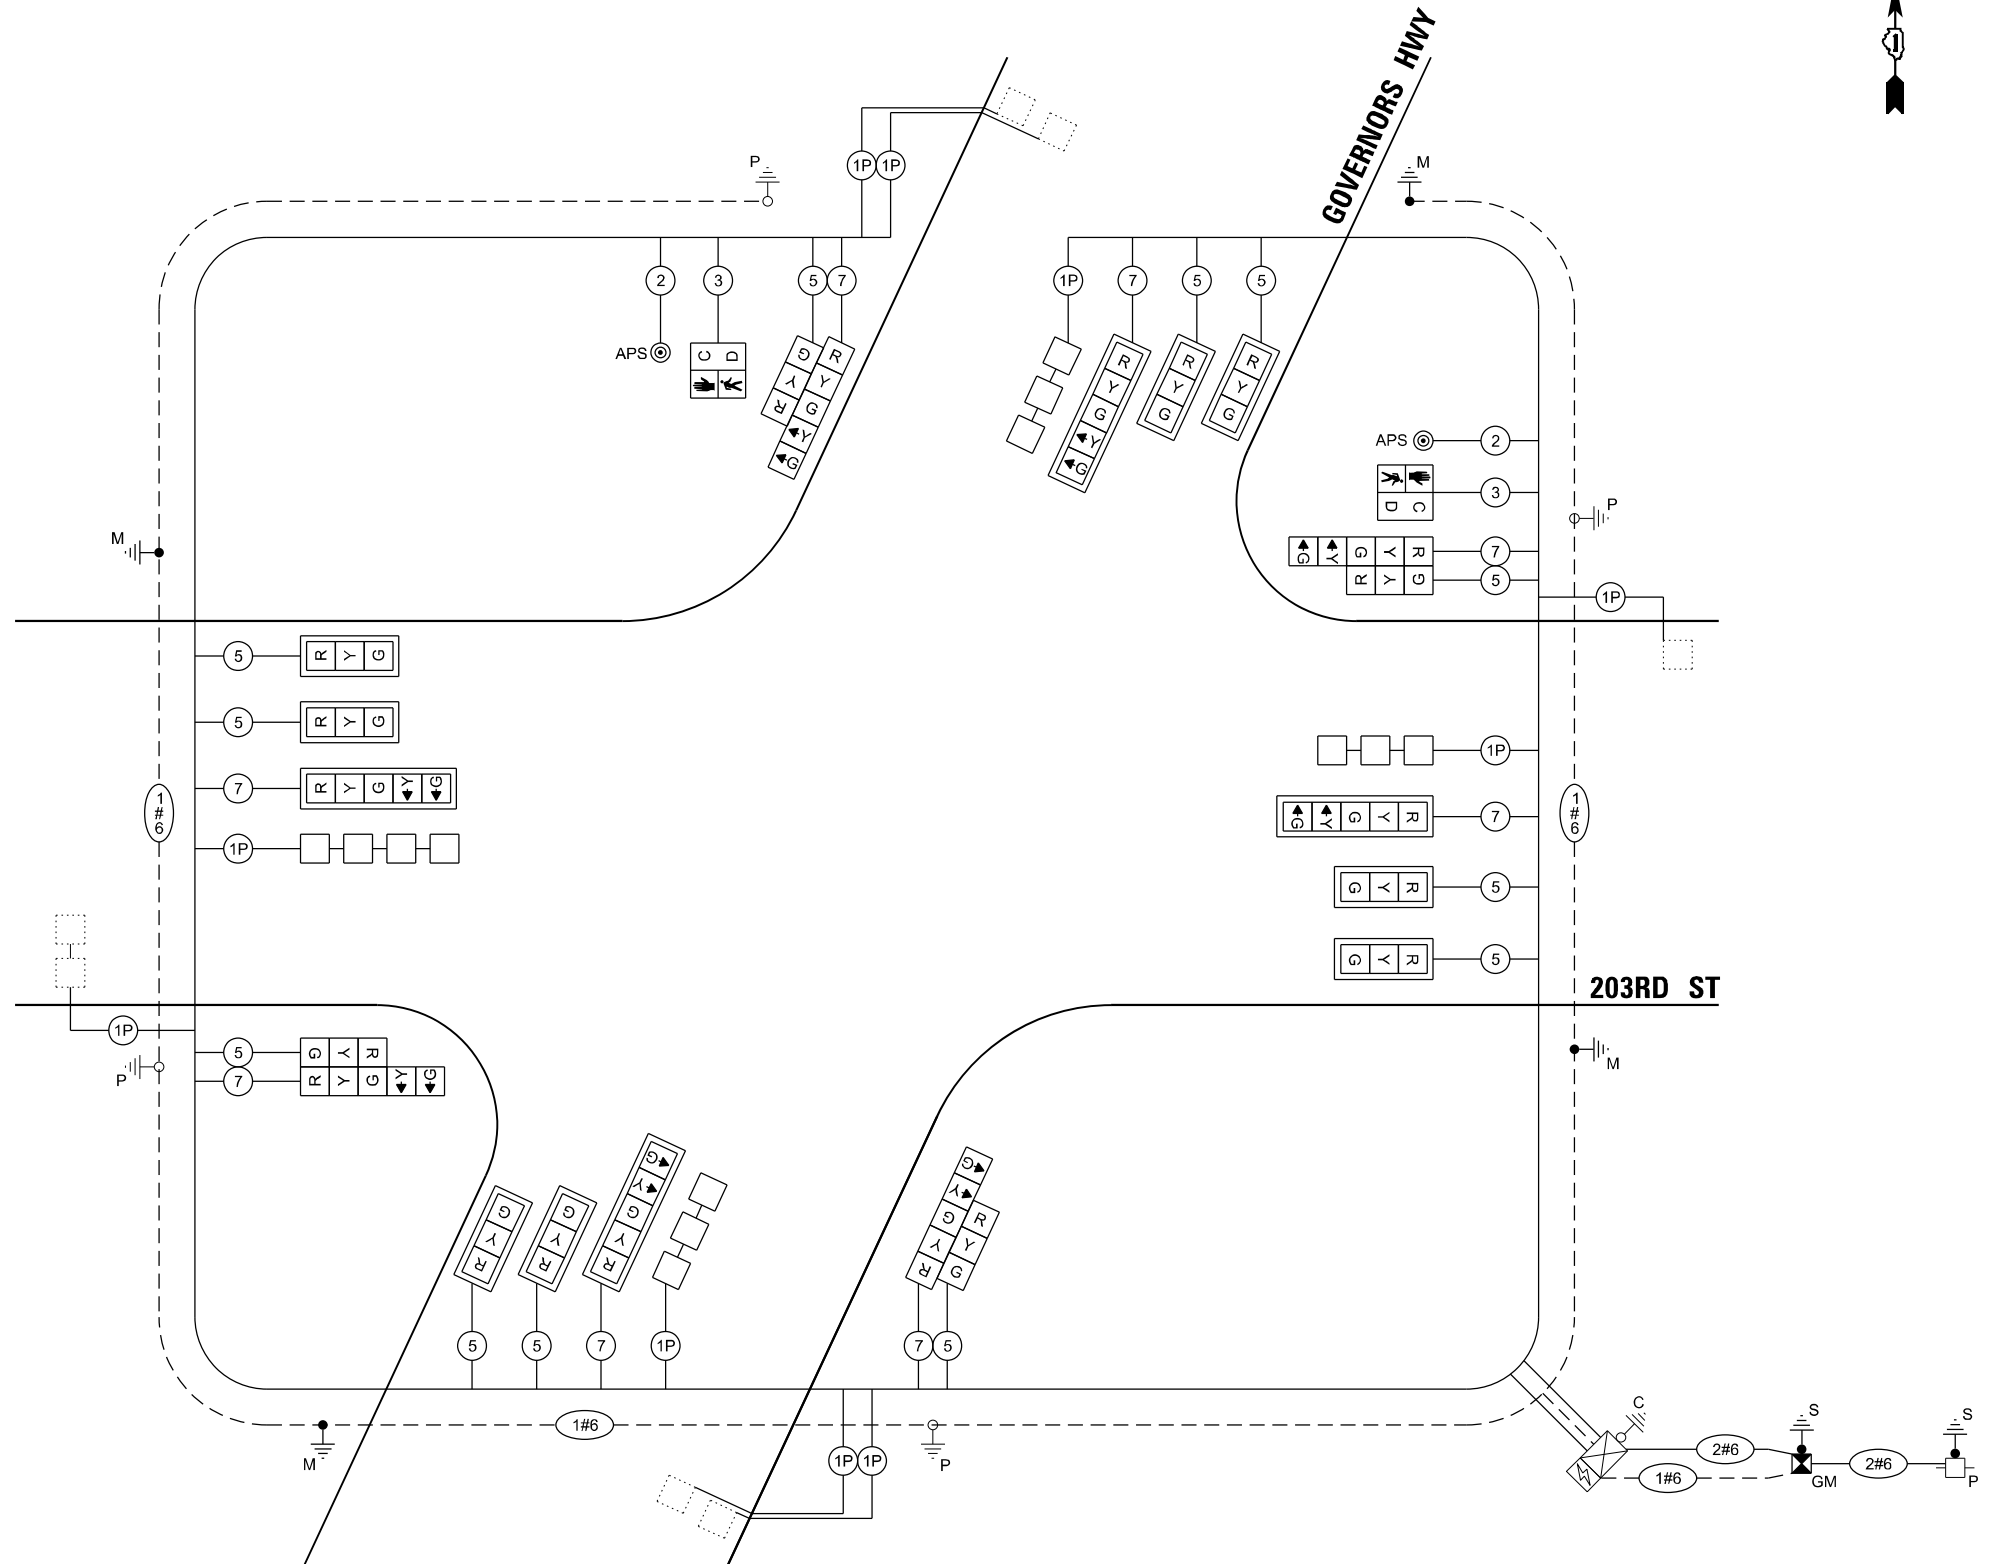 1
GOVERNORS HWY
P
M
1P 1P
2 3 5 7
1P 7 5 5
APS
C D
G Y R
R Y G Y G
R Y G Y G
R Y G
R Y G
APS 2
3
D C
P
G Y G Y R 7
R Y G 5
1P
M
5 R Y G
5 R Y G
7 R Y G Y G
1P
1P
G Y G Y R 7
G Y R 5
G Y R 5
1
#6
1
#6
203RD ST
1P
5 G Y R
7 R Y G Y G
P
M
G Y R
G Y R
G Y G Y R
G Y G Y R
R Y G
5 5 7 1P
7 5
1#6
M
P
1P 1P
C
S
S
2#6
2#6
1#6
GM
P